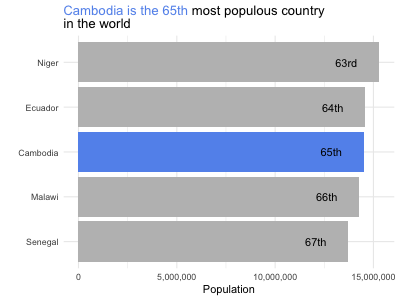 Cambodia is the 65th most populous country
in the world
Niger
63rd
Ecuador
64th
Cambodia
65th
Malawi
66th
Senegal
67th
0
5,000,000
10,000,000
15,000,000
Population